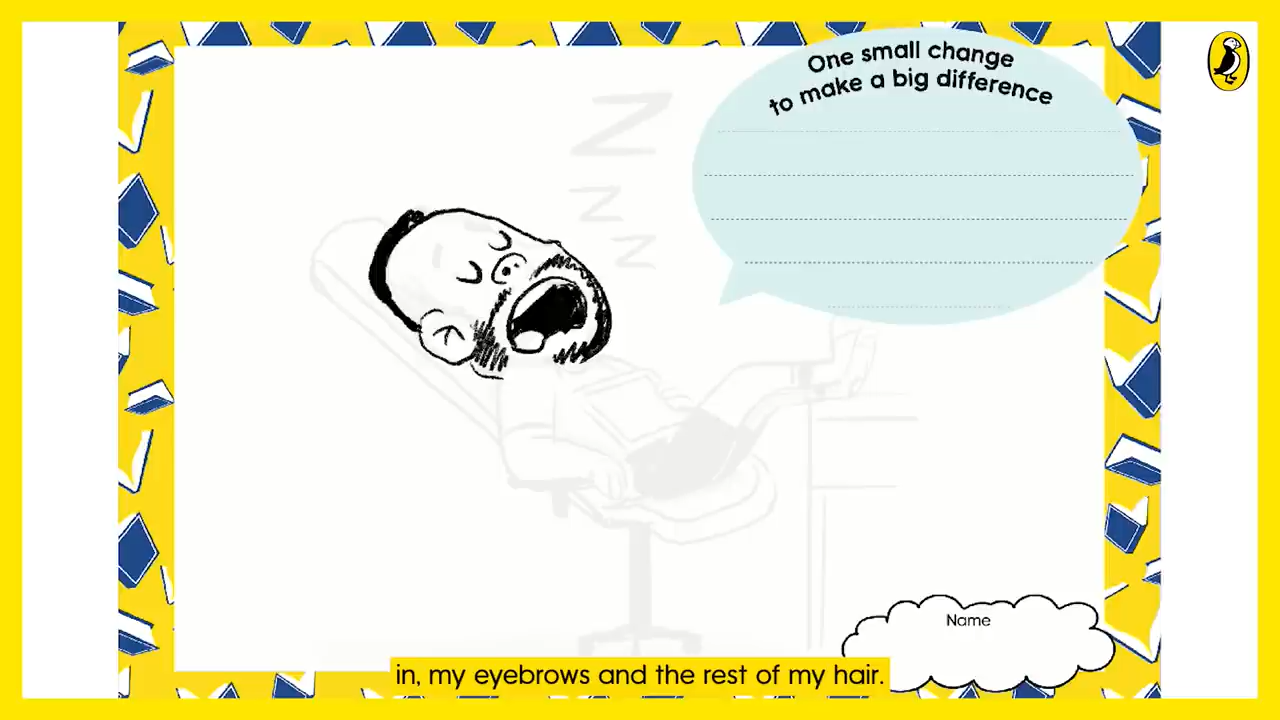 One small change
to make a big difference
Z
Z
Z
Name
in, my eyebrows and the rest of my hair.